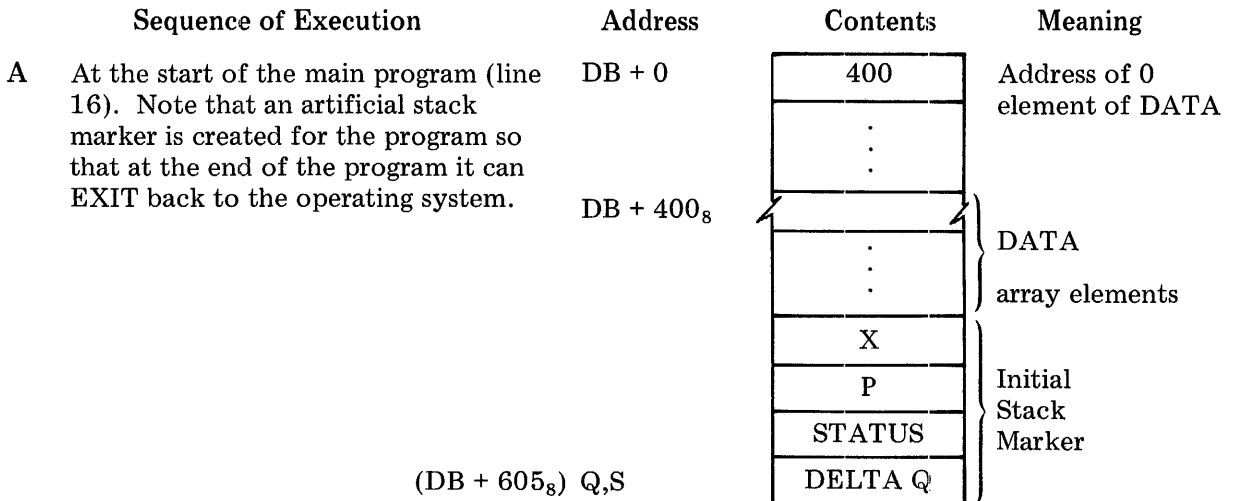 Sequence of Execution Address Contents Meaning
A At the start of the main program (line DB + 0 400 Address of 0
16). Note that an artificial stack element of DATA
marker is created for the program so
that at the end of the program it can
EXIT back to the operating system.
DB + 400₈
DATA
array elements
X
P Initial
Stack
STATUS Marker
(DB + 605₈) Q,S DELTA Q